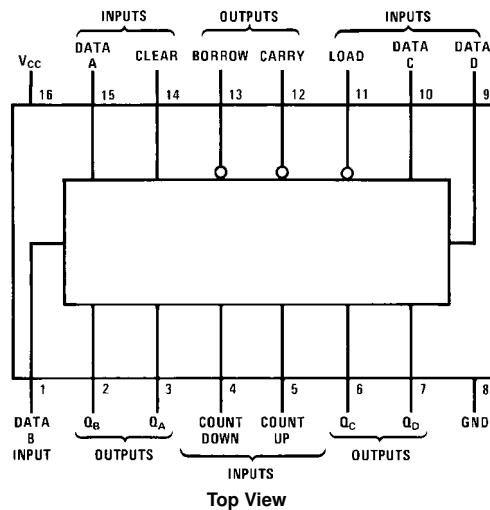 INPUTS OUTPUTS INPUTS
DATA DATA DATA
VCC A CLEAR BORROW CARRY LOAD C D
16 15 14 13 12 11 10 9
1 2 3 4 5 6 7 8
DATA QB QA COUNT COUNT QC QD GND
B DOWN UP
INPUT OUTPUTS OUTPUTS
INPUTS
Top View